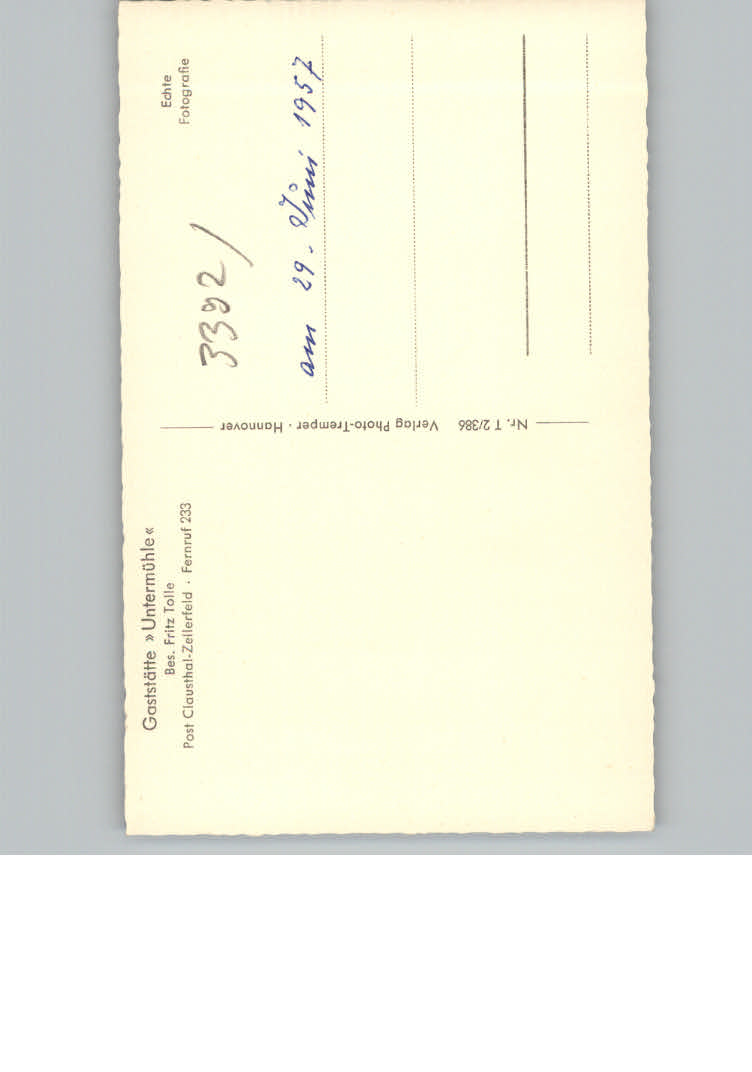 Gaststätte »Untermühle«
Bes. Fritz Tolle
Post Clausthal-Zellerfeld · Fernruf 233
Nr. T 2/386 Verlag Photo-Tremper · Hannover
Echte
Fotografie
3392/
am 29. Juni 1957